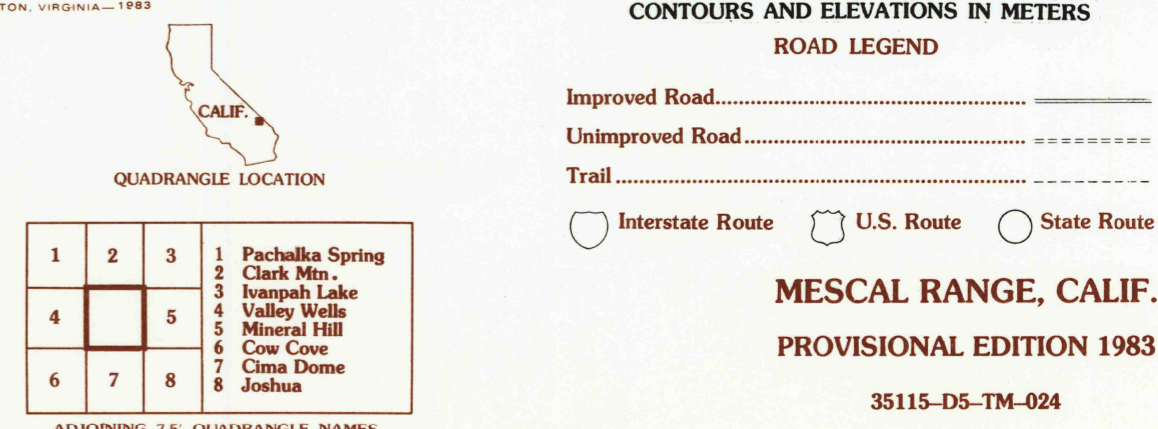 TON, VIRGINIA—1983
CALIF.
QUADRANGLE LOCATION
1 2 3
4 5
6 7 8
1 Pachalka Spring
2 Clark Mtn.
3 Ivanpah Lake
4 Valley Wells
5 Mineral Hill
6 Cow Cove
7 Cima Dome
8 Joshua
ADJOINING 7.5' QUADRANGLE NAMES
CONTOURS AND ELEVATIONS IN METERS
ROAD LEGEND
Improved Road
Unimproved Road
Trail
Interstate Route U.S. Route State Route
MESCAL RANGE, CALIF.
PROVISIONAL EDITION 1983
35115–D5–TM–024